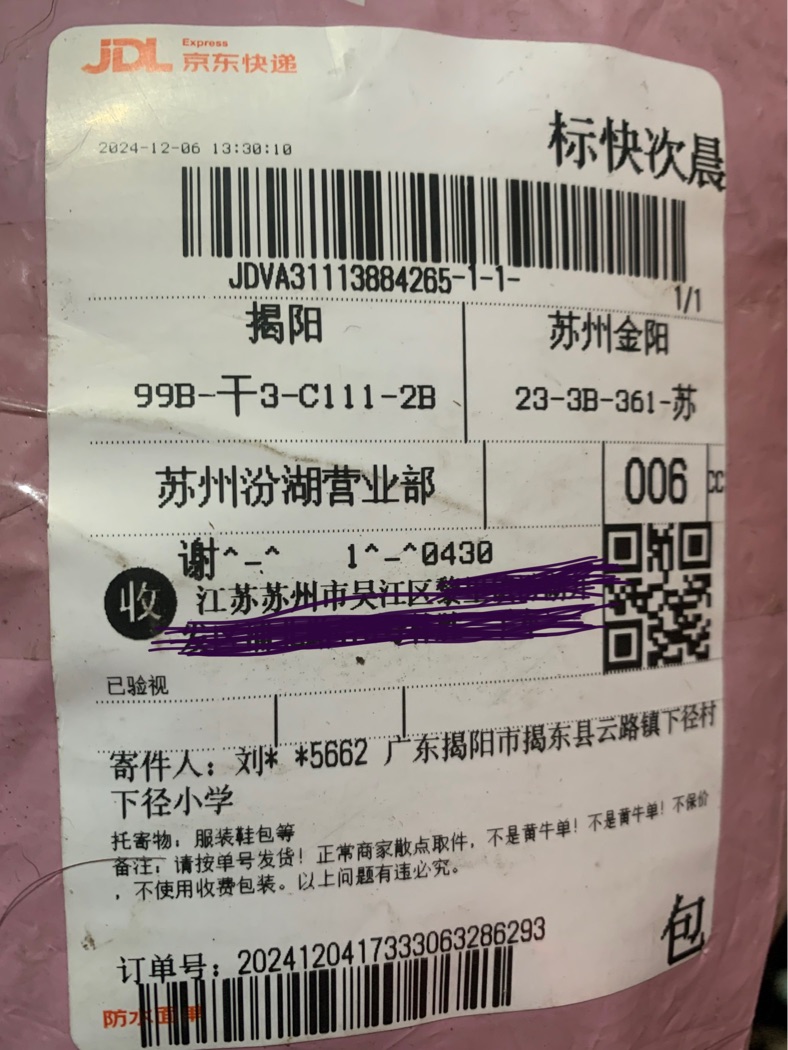 JDL Express
京东快递
2024-12-06 13:30:10
标快次晨
JDVA31113884265-1-1-
1/1
揭阳
苏州金阳
99B-干3-C111-2B
23-3B-361-苏
苏州汾湖营业部
006
谢^_^ 1^_^0430
收
江苏苏州市吴江区黎
已验视
寄件人：刘* *5662 广东揭阳市揭东县云路镇下径村
下径小学
托寄物：服装鞋包等
备注：请按单号发货！正常商家散点取件，不是黄牛单！不是黄牛单！不保价
，不使用收费包装。以上问题有违必究。
包
订单号：2024120417333063286293
防水面单